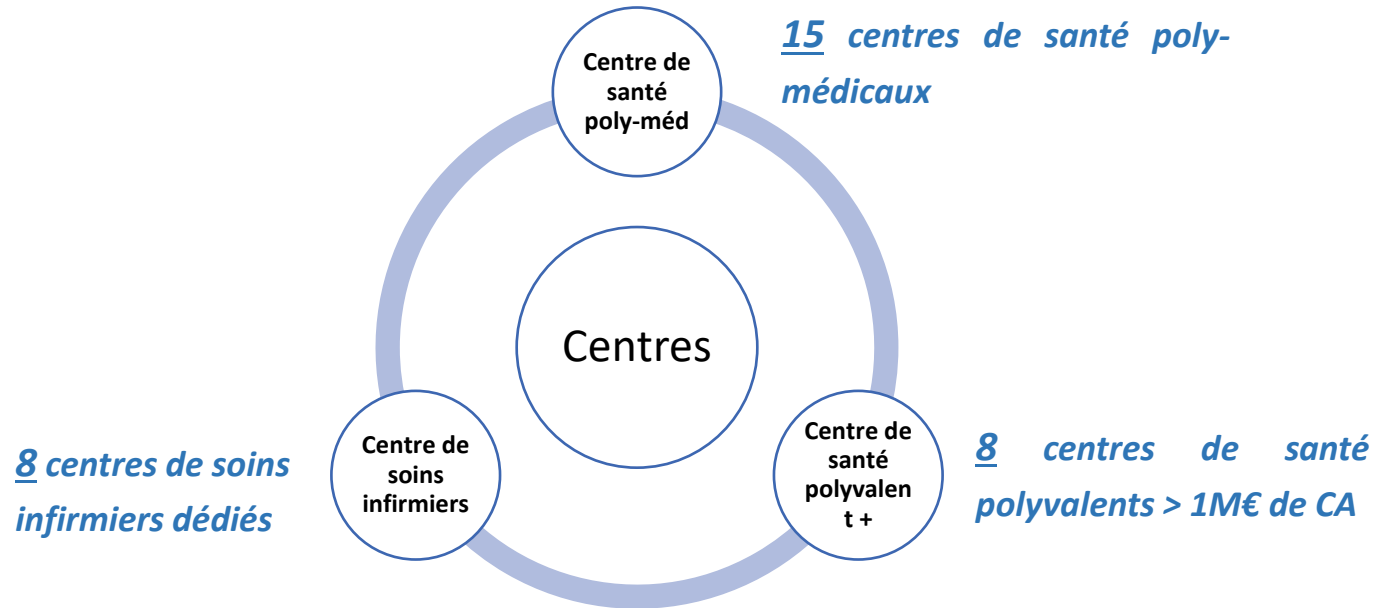 Centre de
santé
poly-méd
15 centres de santé poly-
médicaux
Centres
8 centres de soins
infirmiers dédiés
Centre de
soins
infirmiers
Centre de
santé
polyvalen
t +
8 centres de santé
polyvalents > 1M€ de CA